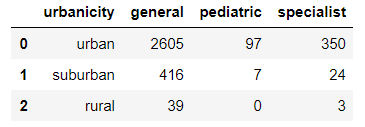 urbanicity general pediatric specialist
0 urban 2605 97 350
1 suburban 416 7 24
2 rural 39 0 3